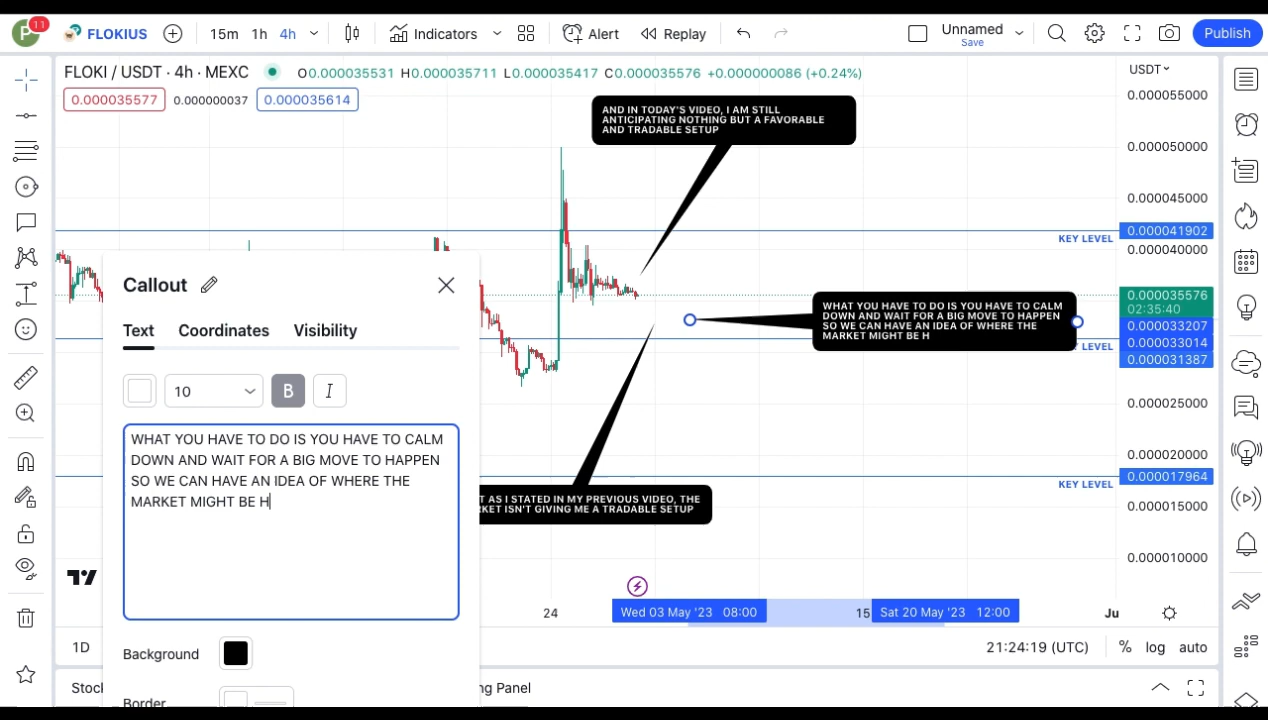 P
11
FLOKIUS
15m 1h 4h
Indicators
Alert
Replay
Unnamed
Save
Publish
FLOKI / USDT · 4h · MEXC
O0.000035531 H0.000035711 L0.000035417 C0.000035576 +0.000000086 (+0.24%)
0.000035577 0.000000037 0.000035614
USDT
0.000055000
0.000050000
0.000045000
0.000041902
KEY LEVEL
0.000040000
0.000035576
02:35:40
0.000033207
0.000033014
0.000031387
0.000025000
0.000020000
0.000017964
KEY LEVEL
0.000015000
0.000010000
AND IN TODAY'S VIDEO, I AM STILL
ANTICIPATING NOTHING BUT A FAVORABLE
AND TRADABLE SETUP
WHAT YOU HAVE TO DO IS YOU HAVE TO CALM
DOWN AND WAIT FOR A BIG MOVE TO HAPPEN
SO WE CAN HAVE AN IDEA OF WHERE THE
MARKET MIGHT BE H
LEVEL
T AS I STATED IN MY PREVIOUS VIDEO, THE
KET ISN'T GIVING ME A TRADABLE SETUP
Callout
Text Coordinates Visibility
10 B I
WHAT YOU HAVE TO DO IS YOU HAVE TO CALM
DOWN AND WAIT FOR A BIG MOVE TO HAPPEN
SO WE CAN HAVE AN IDEA OF WHERE THE
MARKET MIGHT BE H
Background
Border
24
Wed 03 May '23 08:00
15
Sat 20 May '23 12:00
Ju
1D
21:24:19 (UTC)
% log auto
Stoc
ng Panel